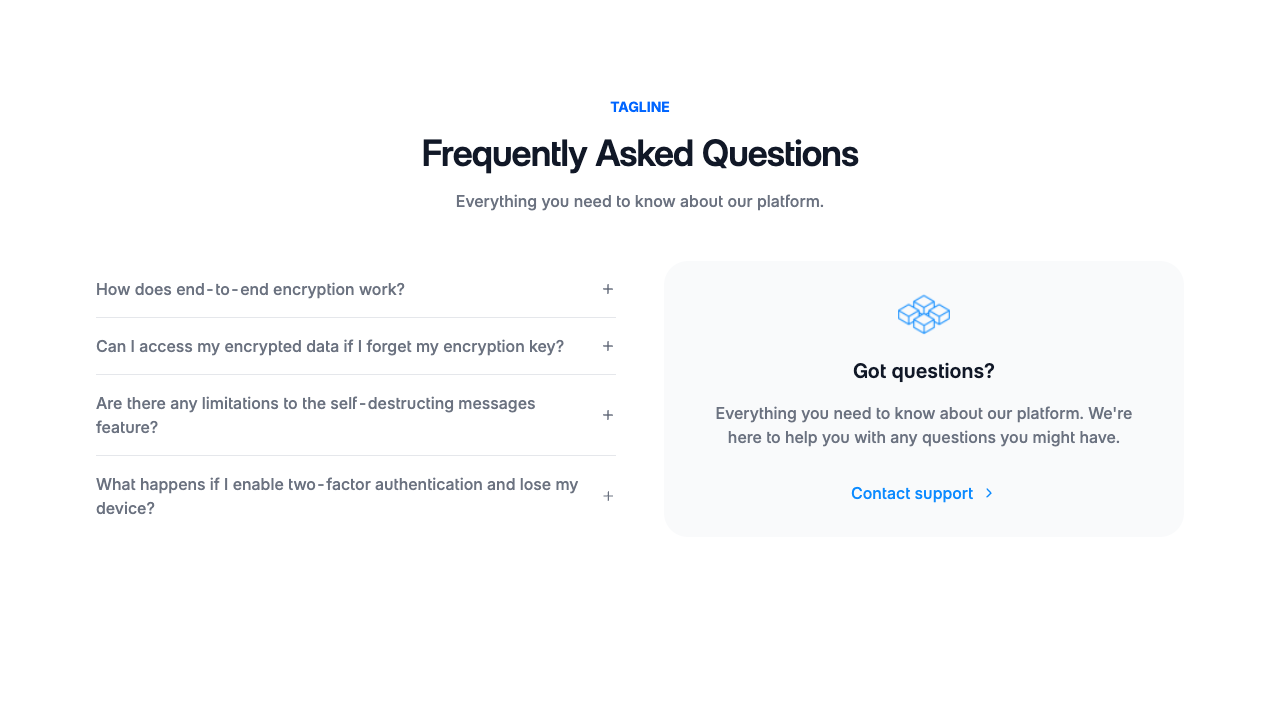 TAGLINE
Frequently Asked Questions
Everything you need to know about our platform.
How does end-to-end encryption work?
Can I access my encrypted data if I forget my encryption key?
Are there any limitations to the self-destructing messages
feature?
What happens if I enable two-factor authentication and lose my
device?
Got questions?
Everything you need to know about our platform. We're
here to help you with any questions you might have.
Contact support